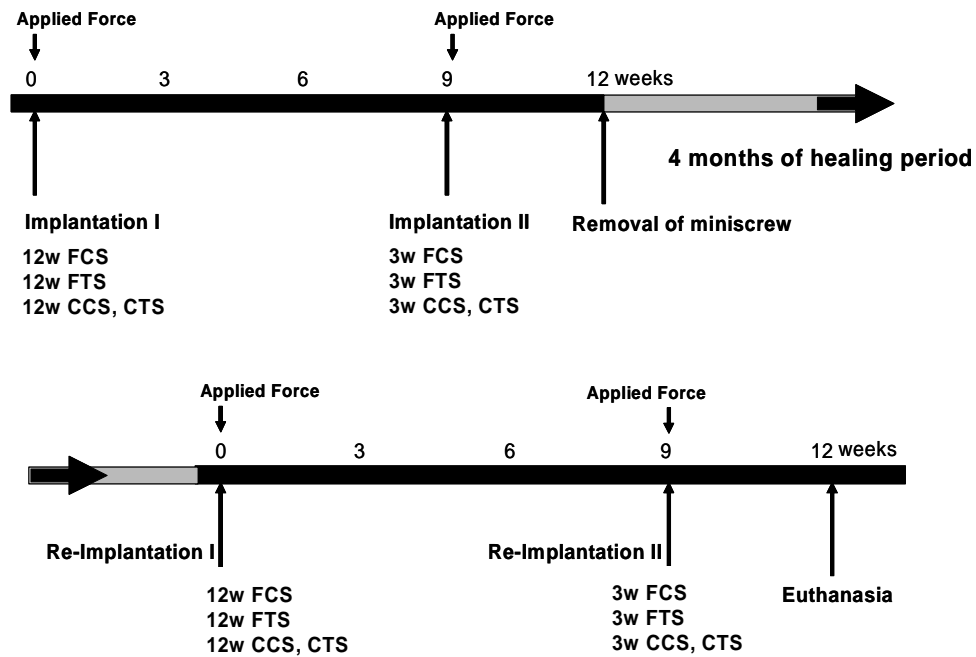 Applied Force Applied Force
0 3 6 9 12 weeks
4 months of healing period
Implantation I Implantation II Removal of miniscrew
12w FCS 3w FCS
12w FTS 3w FTS
12w CCS, CTS 3w CCS, CTS
Applied Force Applied Force
0 3 6 9 12 weeks
Re-Implantation I Re-Implantation II
12w FCS 3w FCS Euthanasia
12w FTS 3w FTS
12w CCS, CTS 3w CCS, CTS